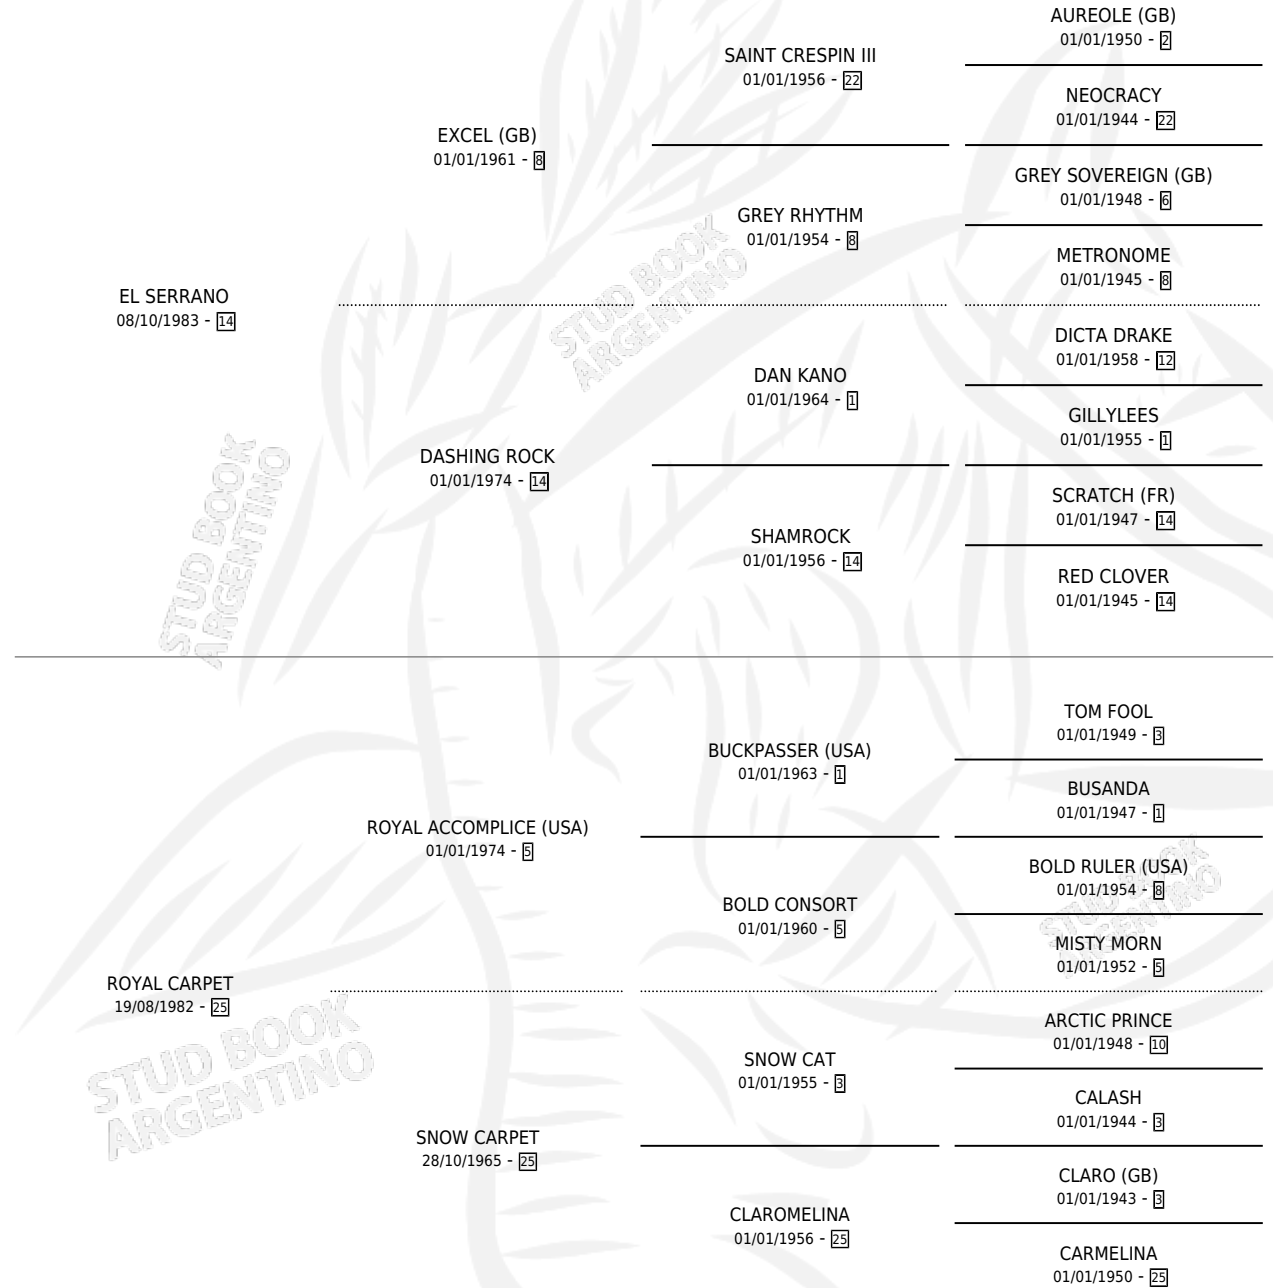 AUREOLE (GB)
01/01/1950 - 2
SAINT CRESPIN III
01/01/1956 - 22
NEOCRACY
01/01/1944 - 22
EXCEL (GB)
01/01/1961 - 8
GREY SOVEREIGN (GB)
01/01/1948 - 6
GREY RHYTHM
01/01/1954 - 8
METRONOME
01/01/1945 - 8
EL SERRANO
08/10/1983 - 14
DICTA DRAKE
01/01/1958 - 12
DAN KANO
01/01/1964 - 1
GILLYLEES
01/01/1955 - 1
DASHING ROCK
01/01/1974 - 14
SCRATCH (FR)
01/01/1947 - 14
SHAMROCK
01/01/1956 - 14
RED CLOVER
01/01/1945 - 14
STUD BOOK
ARGENTINO
STUD BOOK
ARGENTINO
TOM FOOL
01/01/1949 - 3
BUCKPASSER (USA)
01/01/1963 - 1
BUSANDA
01/01/1947 - 1
ROYAL ACCOMPLICE (USA)
01/01/1974 - 5
BOLD RULER (USA)
01/01/1954 - 8
BOLD CONSORT
01/01/1960 - 5
MISTY MORN
01/01/1952 - 5
ROYAL CARPET
19/08/1982 - 25
ARCTIC PRINCE
01/01/1948 - 10
SNOW CAT
01/01/1955 - 3
CALASH
01/01/1944 - 3
SNOW CARPET
28/10/1965 - 25
CLARO (GB)
01/01/1943 - 3
CLAROMELINA
01/01/1956 - 25
CARMELINA
01/01/1950 - 25
STUD BOOK
ARGENTINO
STUD BOOK
ARGENTINO